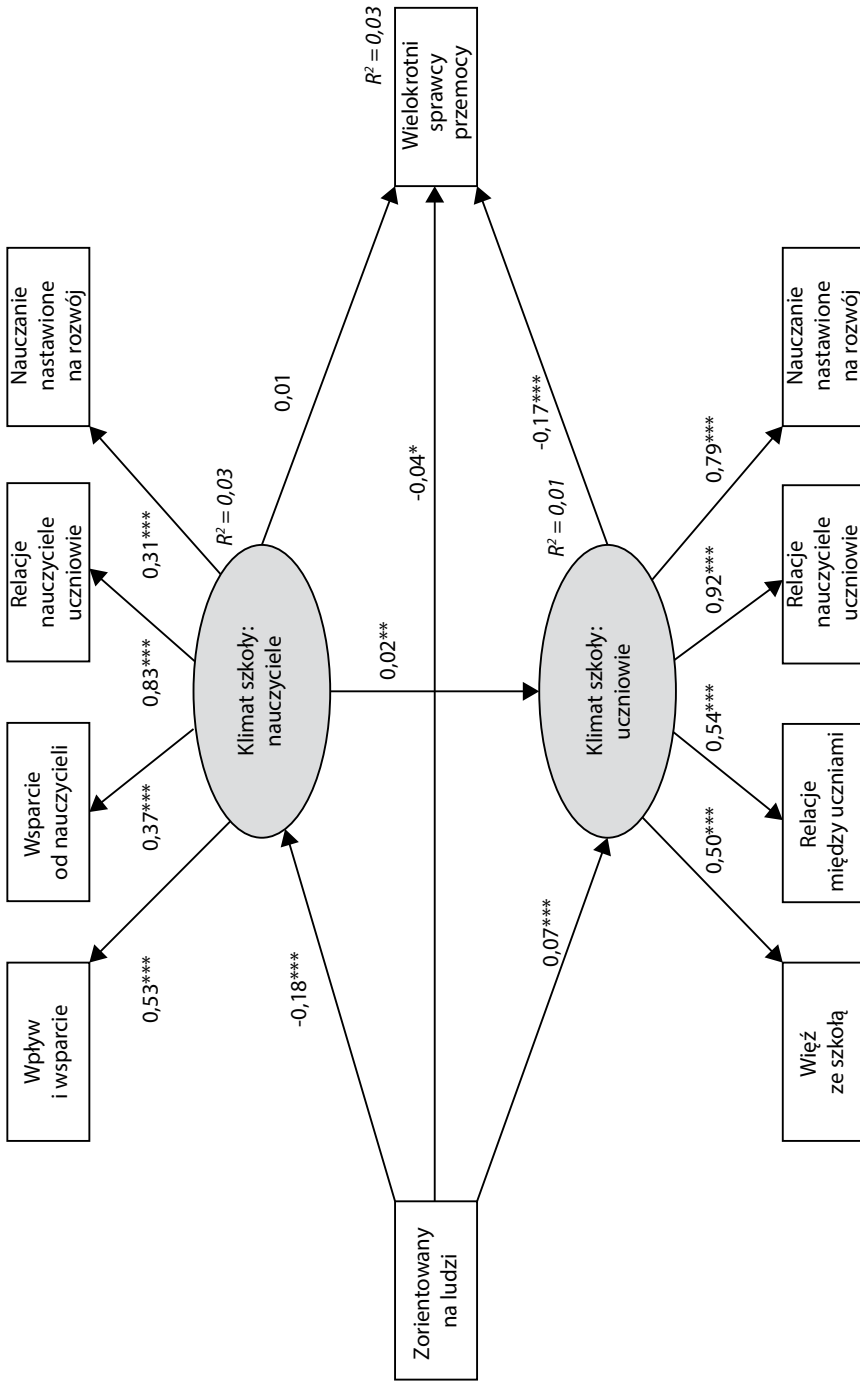 Wpływ
i wsparcie
Wsparcie
od nauczycieli
Relacje
nauczyciele
uczniowie
Nauczanie
nastawione
na rozwój
0,53***
0,37***
0,83***
0,31***
R² = 0,03
Klimat szkoły:
nauczyciele
-0,18***
0,01
0,02**
R² = 0,03
Zorientowany
na ludzi
-0,04*
Wielokrotni
sprawcy
przemocy
0,07***
-0,17***
R² = 0,01
Klimat szkoły:
uczniowie
0,50***
0,54***
0,92***
0,79***
Więź
ze szkołą
Relacje
między uczniami
Relacje
nauczyciele
uczniowie
Nauczanie
nastawione
na rozwój